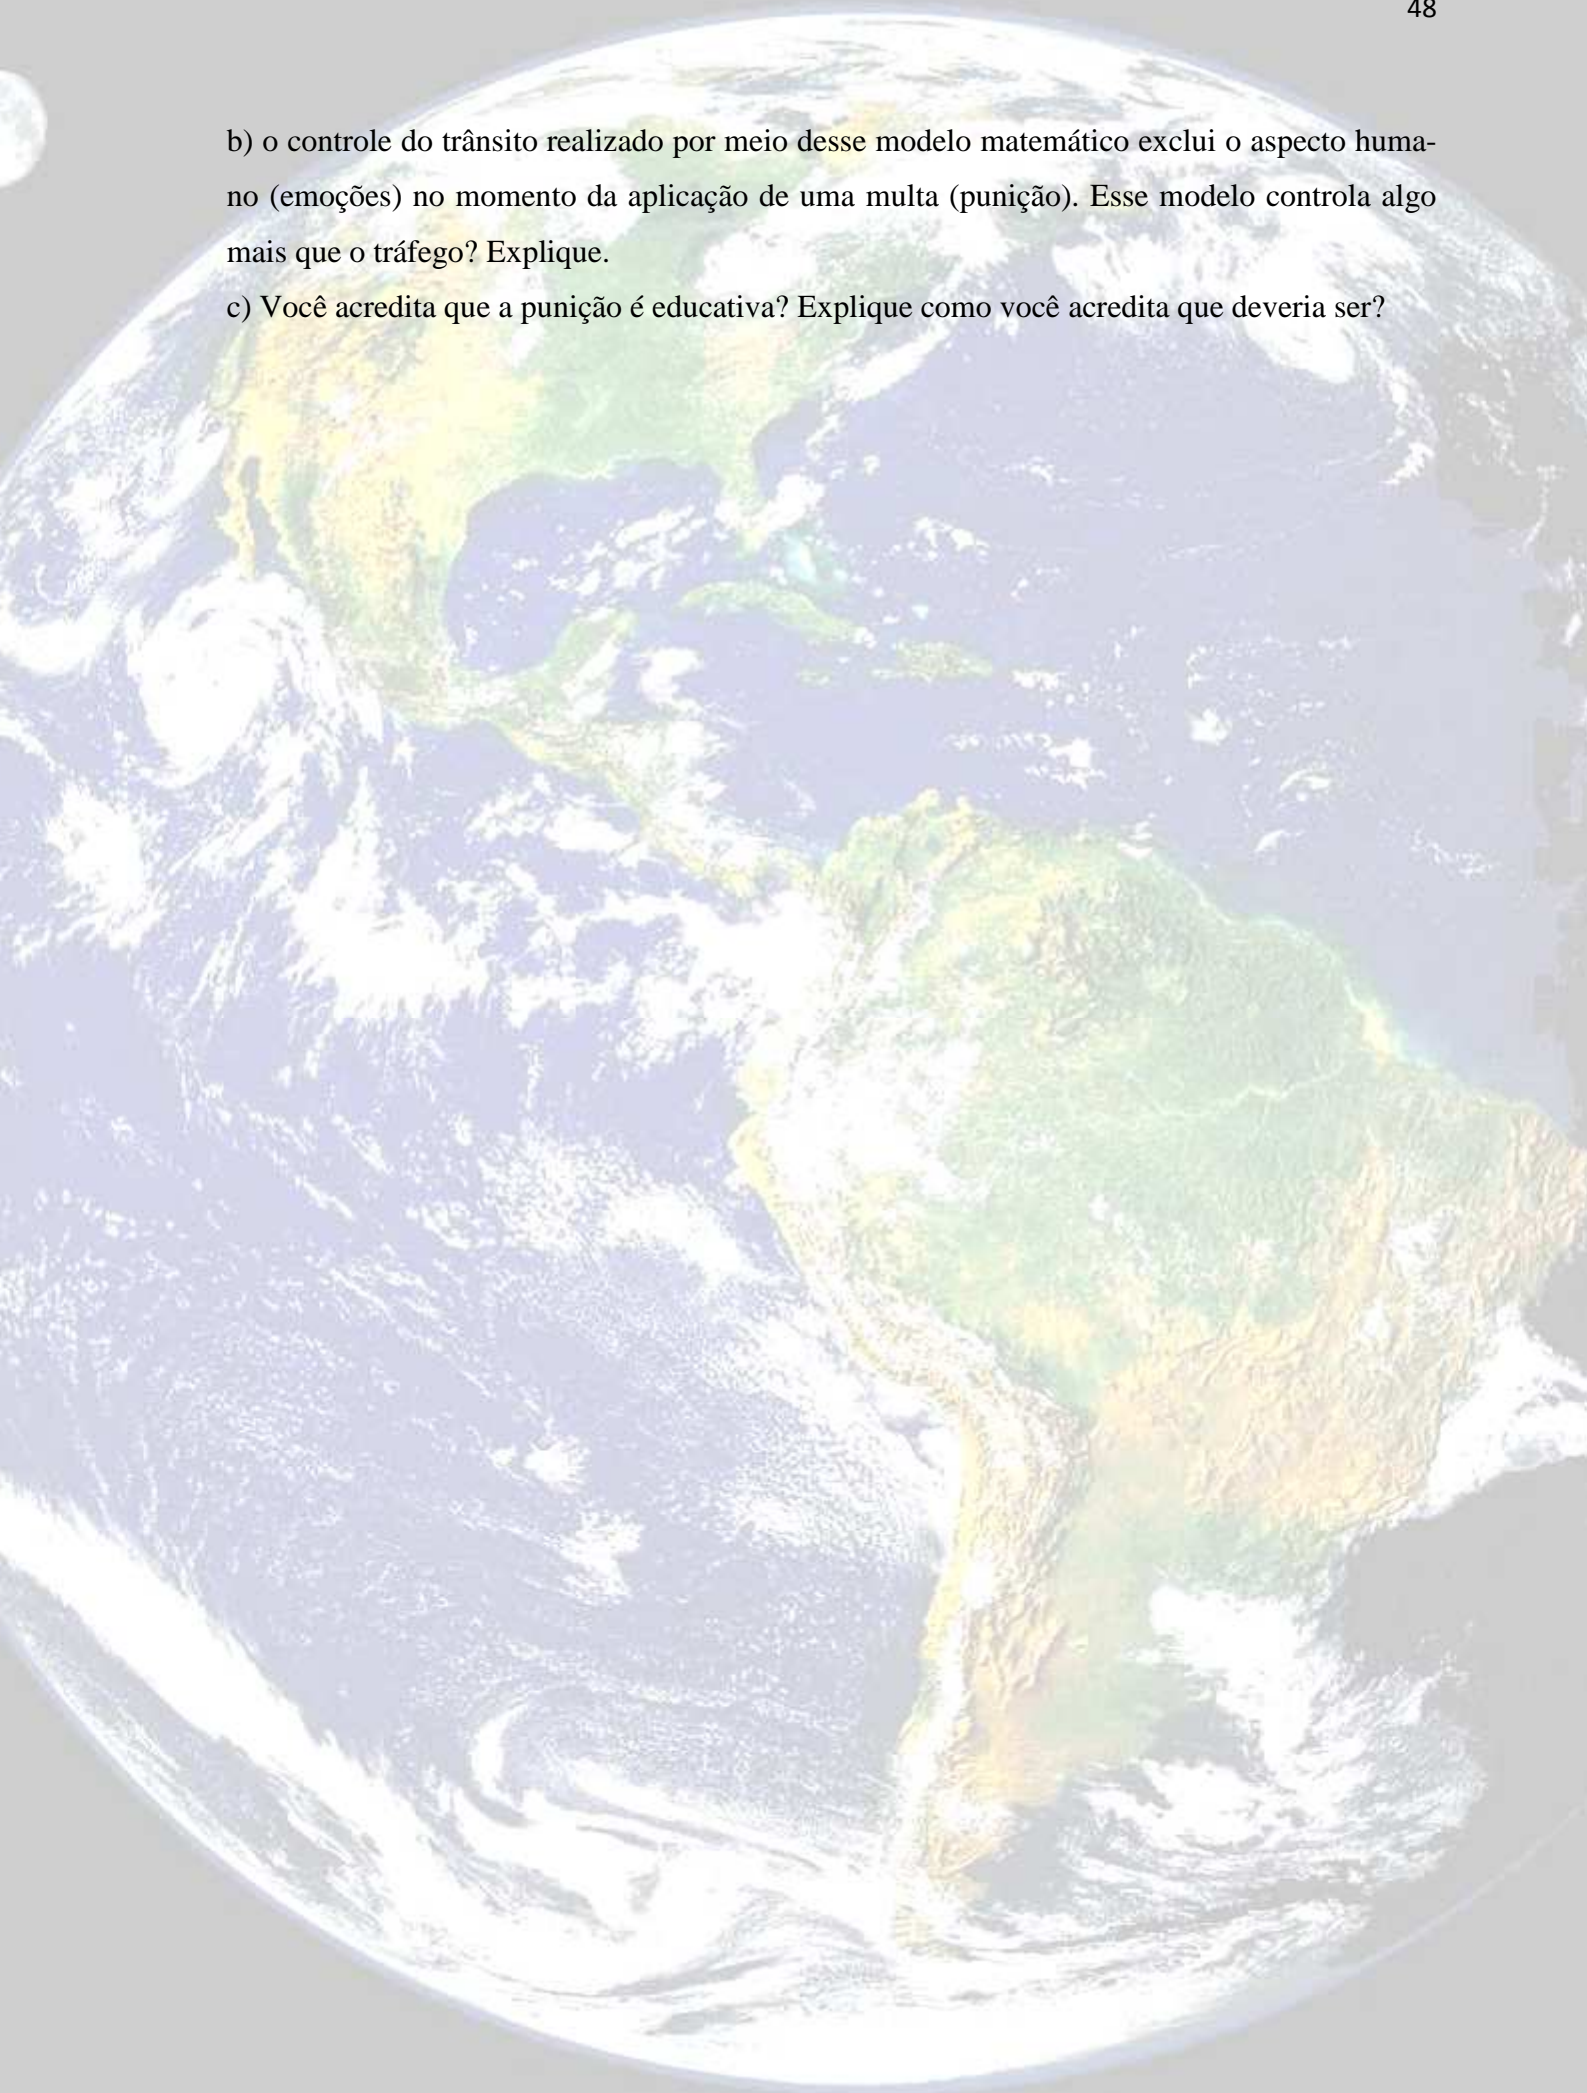 48
b) o controle do trânsito realizado por meio desse modelo matemático exclui o aspecto huma-
no (emoções) no momento da aplicação de uma multa (punição). Esse modelo controla algo
mais que o tráfego? Explique.
c) Você acredita que a punição é educativa? Explique como você acredita que deveria ser?